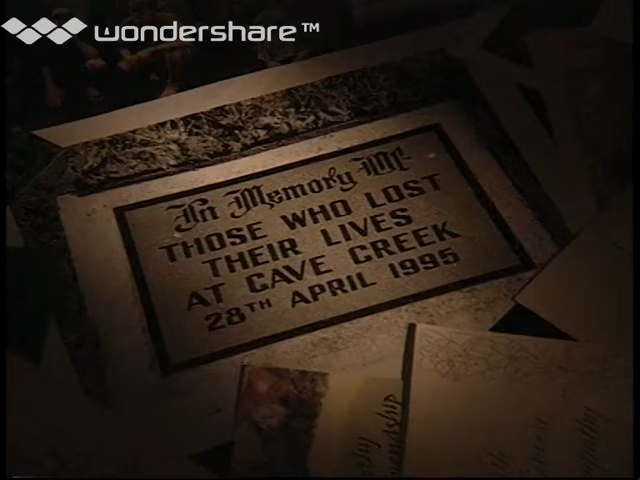 wondershare™
In Memory Of
THOSE WHO LOST
THEIR LIVES
AT CAVE CREEK
28TH APRIL 1995